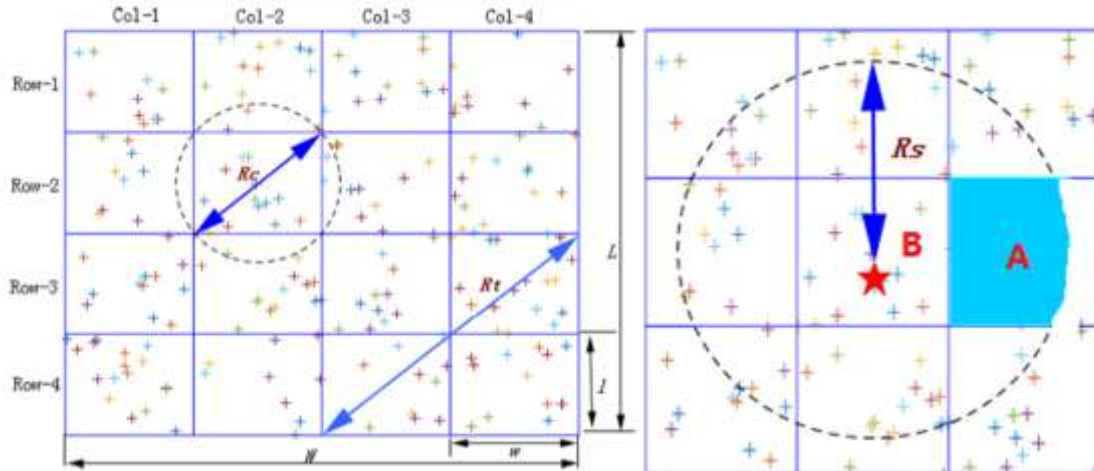 Col-1 Col-2 Col-3 Col-4
Row-1
Row-2
Row-3
Row-4
Rc
Rt
L
l
W
w
Rs
B
A